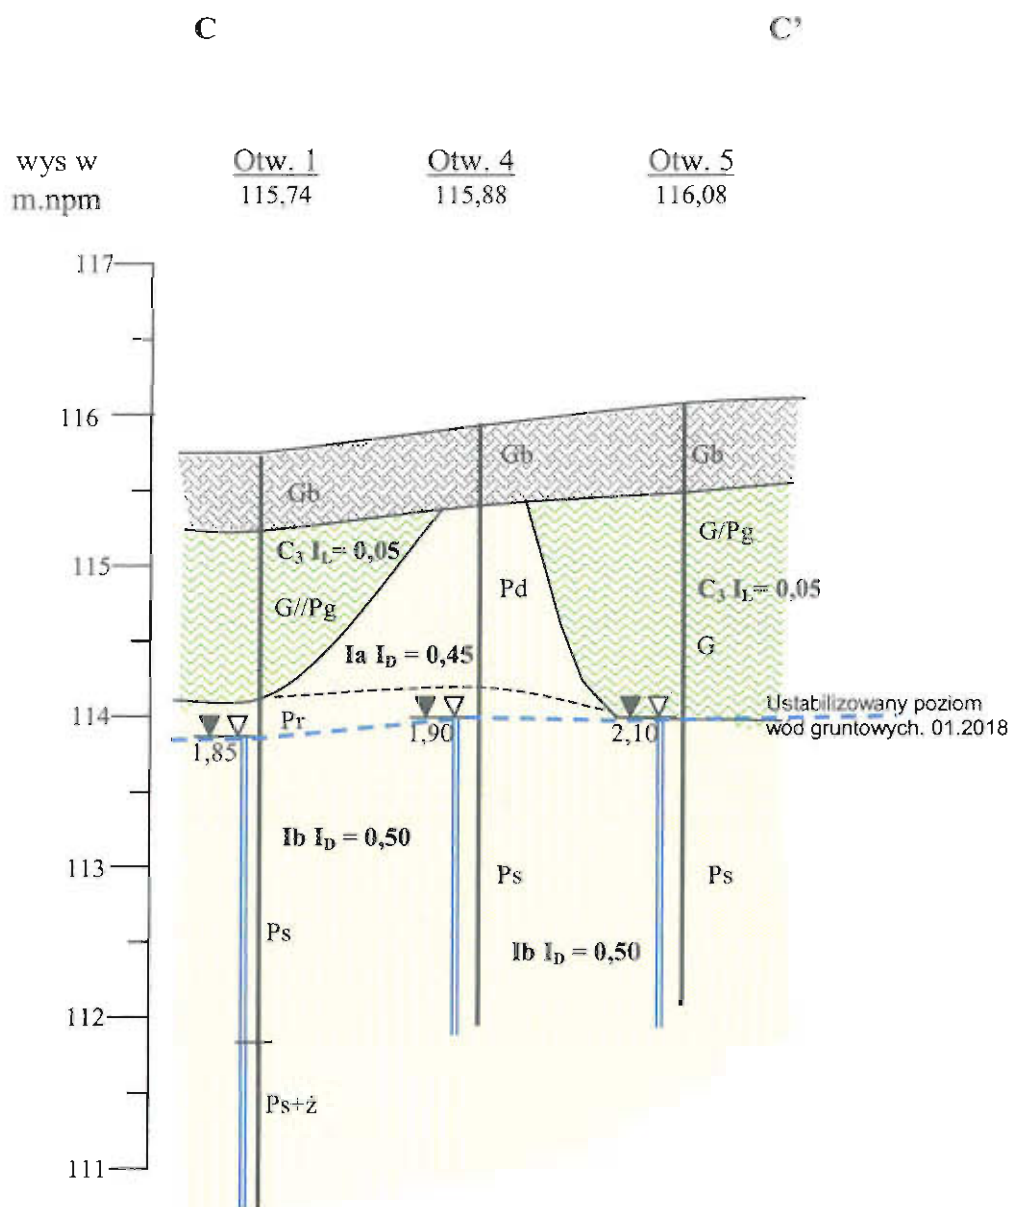 C C’
wys w Otw. 1 Otw. 4 Otw. 5
m.npm 115,74 115,88 116,08
117
116
Gb Gb Gb
G/Pg
C₃ Iʟ= 0,05
115
Pd C₃ Iʟ= 0,05
G//Pg
G
Ia I_D = 0,45
Ustabilizowany poziom
114 Pr
wód gruntowych. 01.2018
1,85 1,90 2,10
Ib I_D = 0,50
113 Ps Ps
Ps
Ib I_D = 0,50
112
Ps+ż
111